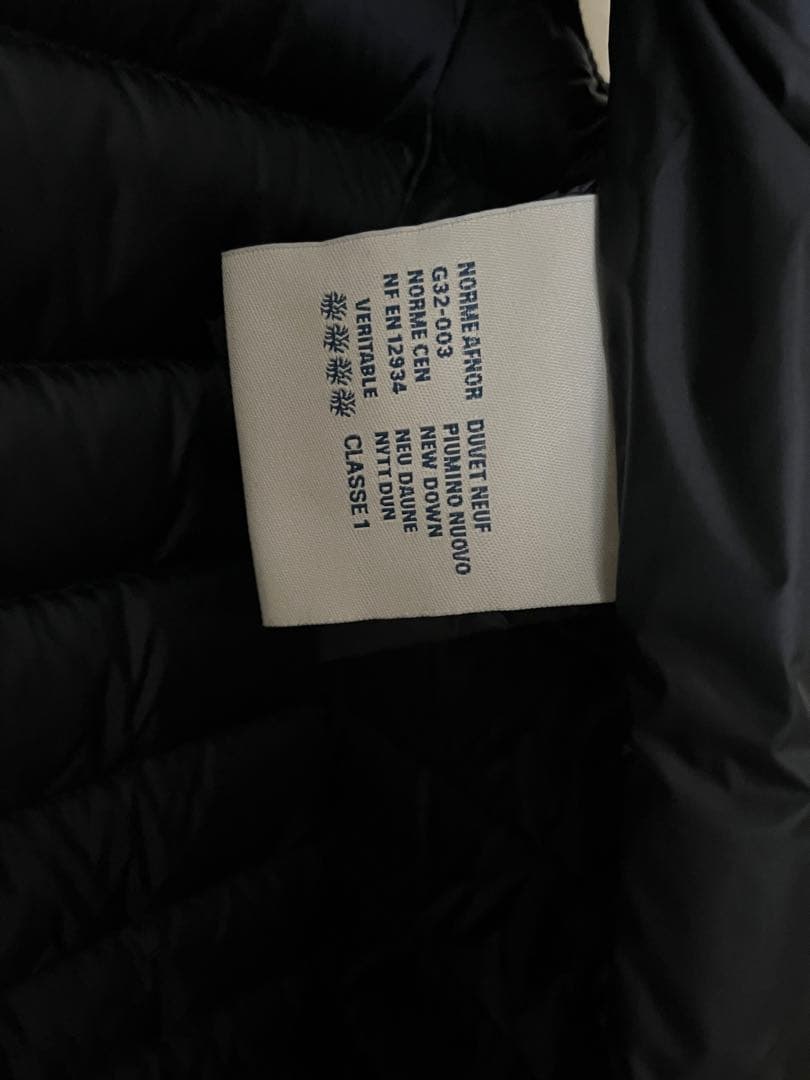 NORME AFNOR DUVET NEUF
G32-003 PIUMINO NUOVO
NORME CEN NEW DOWN
NF EN 12934 NEU DAUNE
VERITABLE NYTT DUN
CLASSE 1